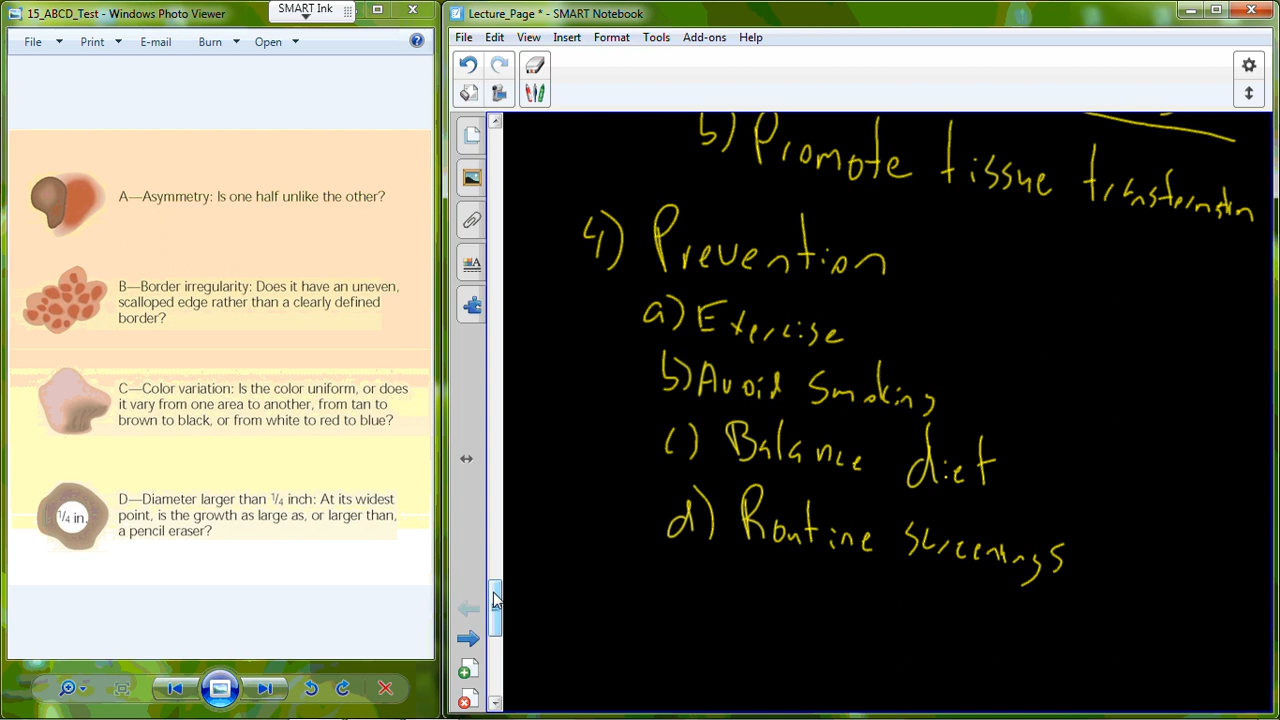 15_ABCD_Test - Windows Photo Viewer
SMART Ink
File Print E-mail Burn Open
A—Asymmetry: Is one half unlike the other?
B—Border irregularity: Does it have an uneven,
scalloped edge rather than a clearly defined
border?
C—Color variation: Is the color uniform, or does
it vary from one area to another, from tan to
brown to black, or from white to red to blue?
1/4 in.
D—Diameter larger than 1/4 inch: At its widest
point, is the growth as large as, or larger than,
a pencil eraser?
Lecture_Page * - SMART Notebook
File Edit View Insert Format Tools Add-ons Help
b) Promote tissue
4) Prevention
a) Exercise
b) Avoid smoking
c) Balance diet
d) Routine screenings